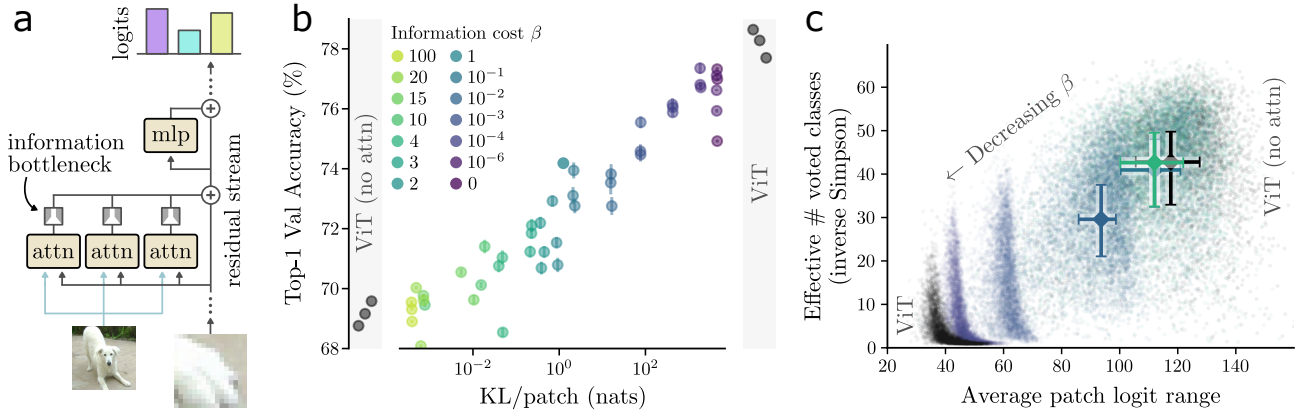 a
logits
mlp
information
bottleneck
attn
attn
attn
residual stream
b
Top-1 Val Accuracy (%)
78
76
74
72
70
68
ViT (no attn)
Information cost β
100
20
15
10
4
3
2
1
10⁻¹
10⁻²
10⁻³
10⁻⁴
10⁻⁶
0
ViT
10⁻²
10⁰
10²
KL/patch (nats)
c
Effective # voted classes
(inverse Simpson)
60
50
40
30
20
10
0
← Decreasing β
ViT
ViT (no attn)
20
40
60
80
100
120
140
Average patch logit range